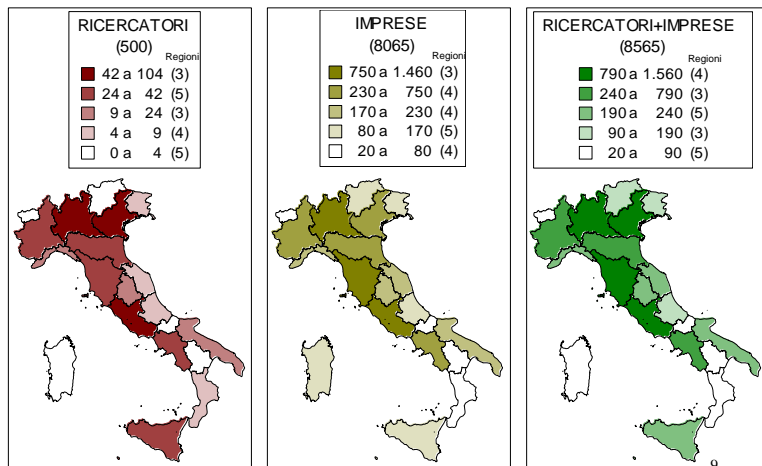 RICERCATORI
(500)
Regioni
42 a 104 (3)
24 a 42 (5)
9 a 24 (3)
4 a 9 (4)
0 a 4 (5)
IMPRESE
(8065)
Regioni
750 a 1.460 (3)
230 a 750 (4)
170 a 230 (4)
80 a 170 (5)
20 a 80 (4)
RICERCATORI+IMPRESE
(8565)
Regioni
790 a 1.560 (4)
240 a 790 (3)
190 a 240 (5)
90 a 190 (3)
20 a 90 (5)
9